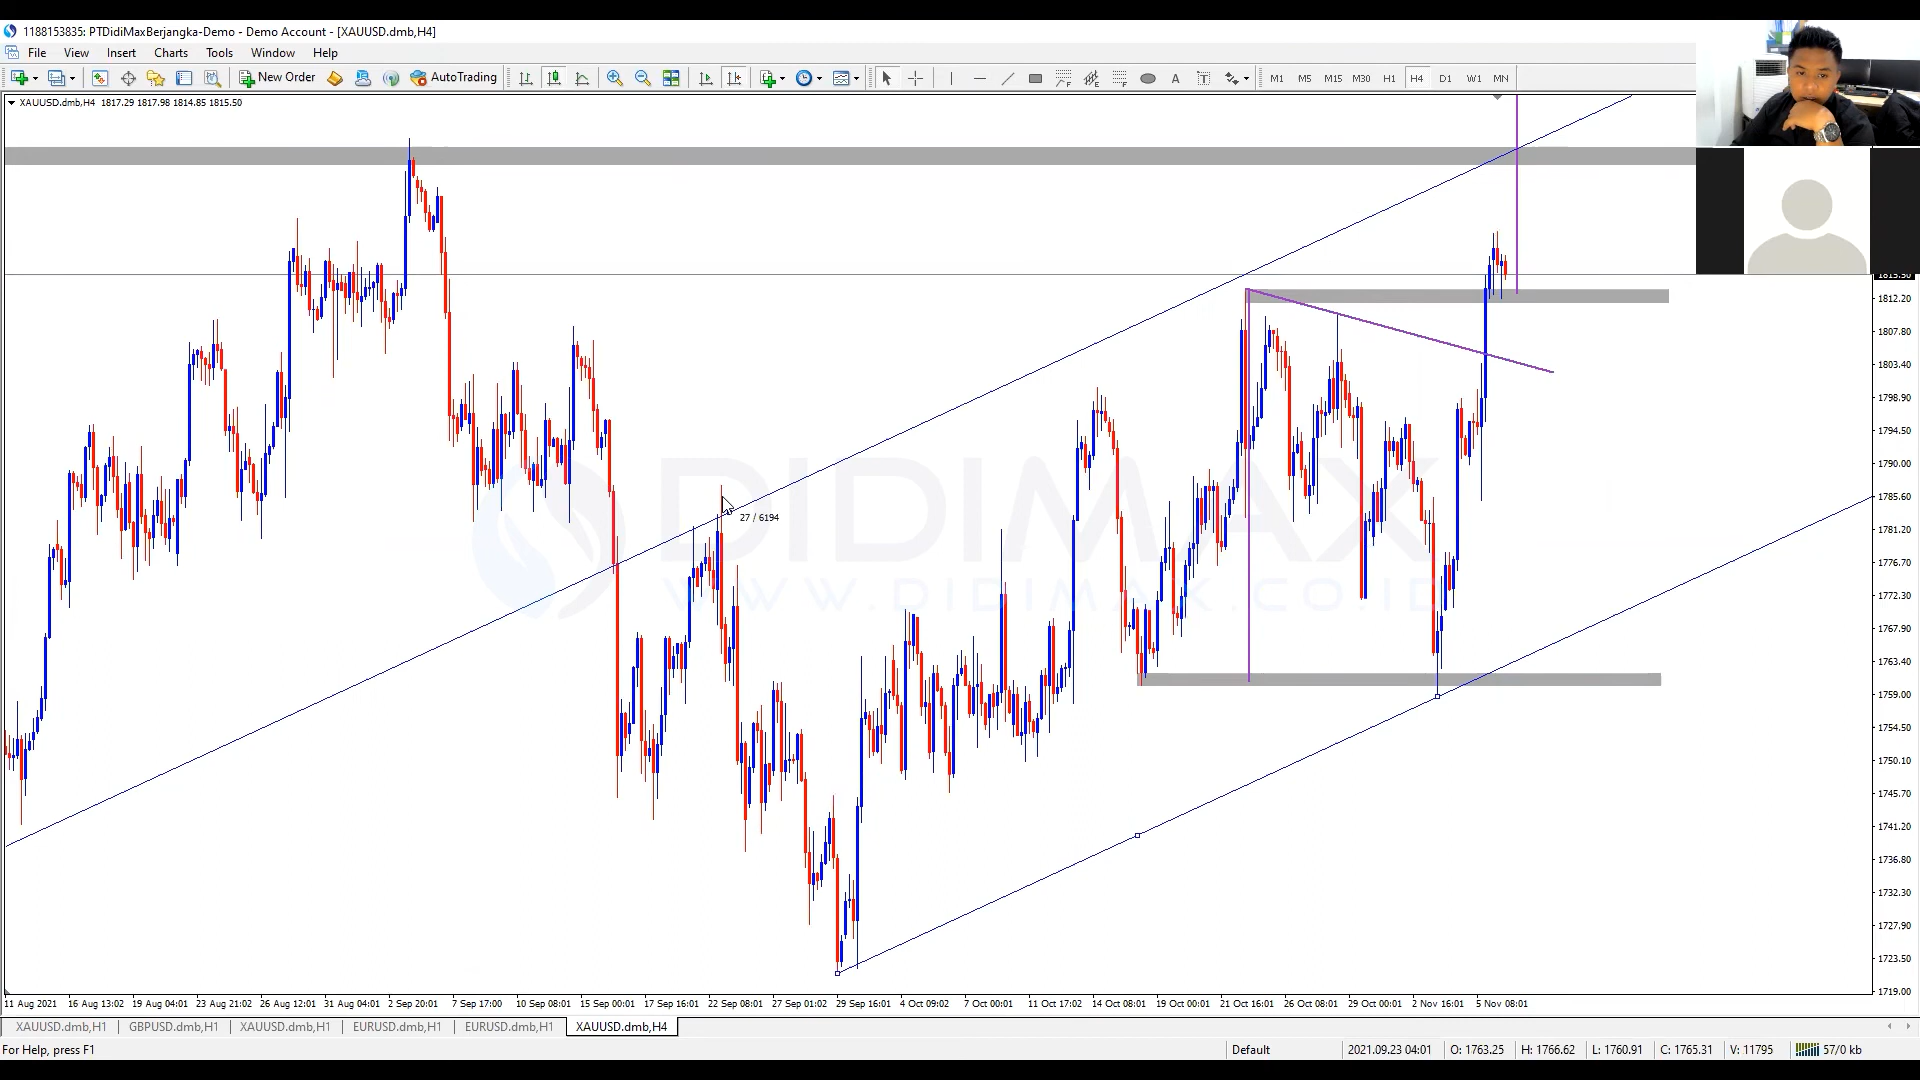 1188153835: PTDidiMaxBerjangka-Demo - Demo Account - [XAUUSD.dmb,H4]
File View Insert Charts Tools Window Help
New Order AutoTrading A T M1 M5 M15 M30 H1 H4 D1 W1 MN
XAUUSD.dmb,H4 1817.29 1817.98 1814.85 1815.50
1815.50
1812.20
1807.80
1803.40
1798.90
1794.50
1790.00
1785.60
1781.20
1776.70
1772.30
1767.90
1763.40
1759.00
1754.50
1750.10
1745.70
1741.20
1736.80
1732.30
1727.90
1723.50
1719.00
27 / 6194
DIDIMAX
WWW.DIDIMAX.CO.ID
11 Aug 2021 16 Aug 13:02 19 Aug 04:01 23 Aug 21:02 26 Aug 12:01 31 Aug 04:01 2 Sep 20:01 7 Sep 17:00 10 Sep 08:01 15 Sep 00:01 17 Sep 16:01 22 Sep 08:01 27 Sep 01:02 29 Sep 16:01 4 Oct 09:02 7 Oct 00:01 11 Oct 17:02 14 Oct 08:01 19 Oct 00:01 21 Oct 16:01 26 Oct 08:01 29 Oct 00:01 2 Nov 16:01 5 Nov 08:01
XAUUSD.dmb,H1 GBPUSD.dmb,H1 XAUUSD.dmb,H1 EURUSD.dmb,H1 EURUSD.dmb,H1 XAUUSD.dmb,H4
For Help, press F1 Default 2021.09.23 04:01 O: 1763.25 H: 1766.62 L: 1760.91 C: 1765.31 V: 11795 57/0 kb